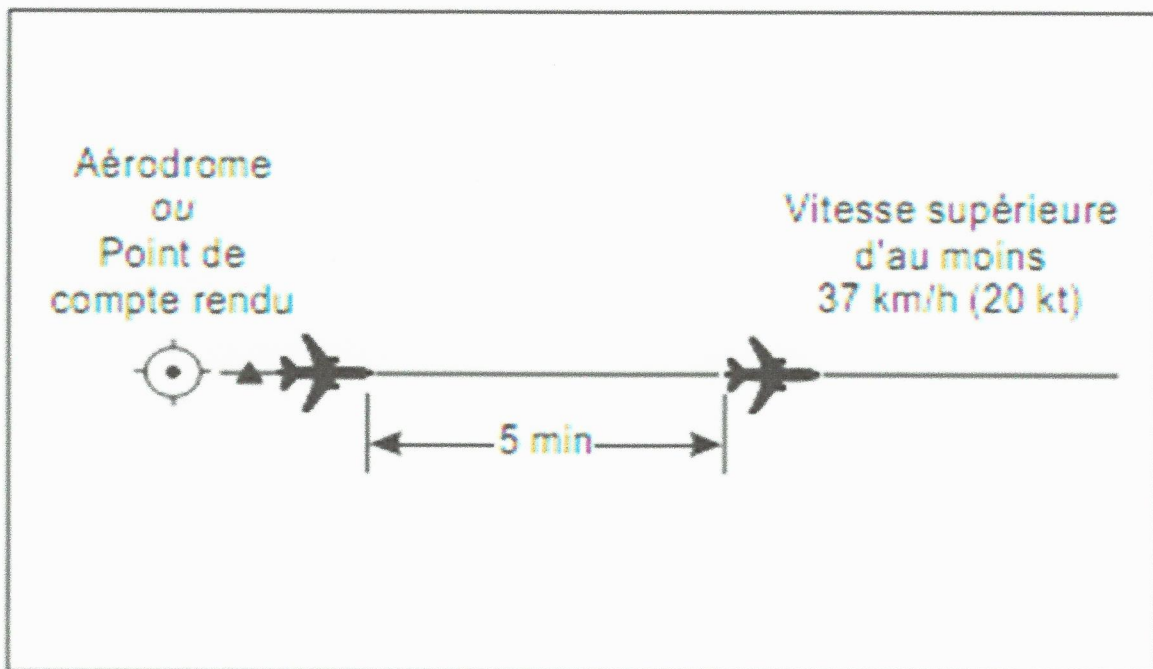 Aérodrome
ou
Point de
compte rendu
Vitesse supérieure
d'au moins
37 km/h (20 kt)
5 min